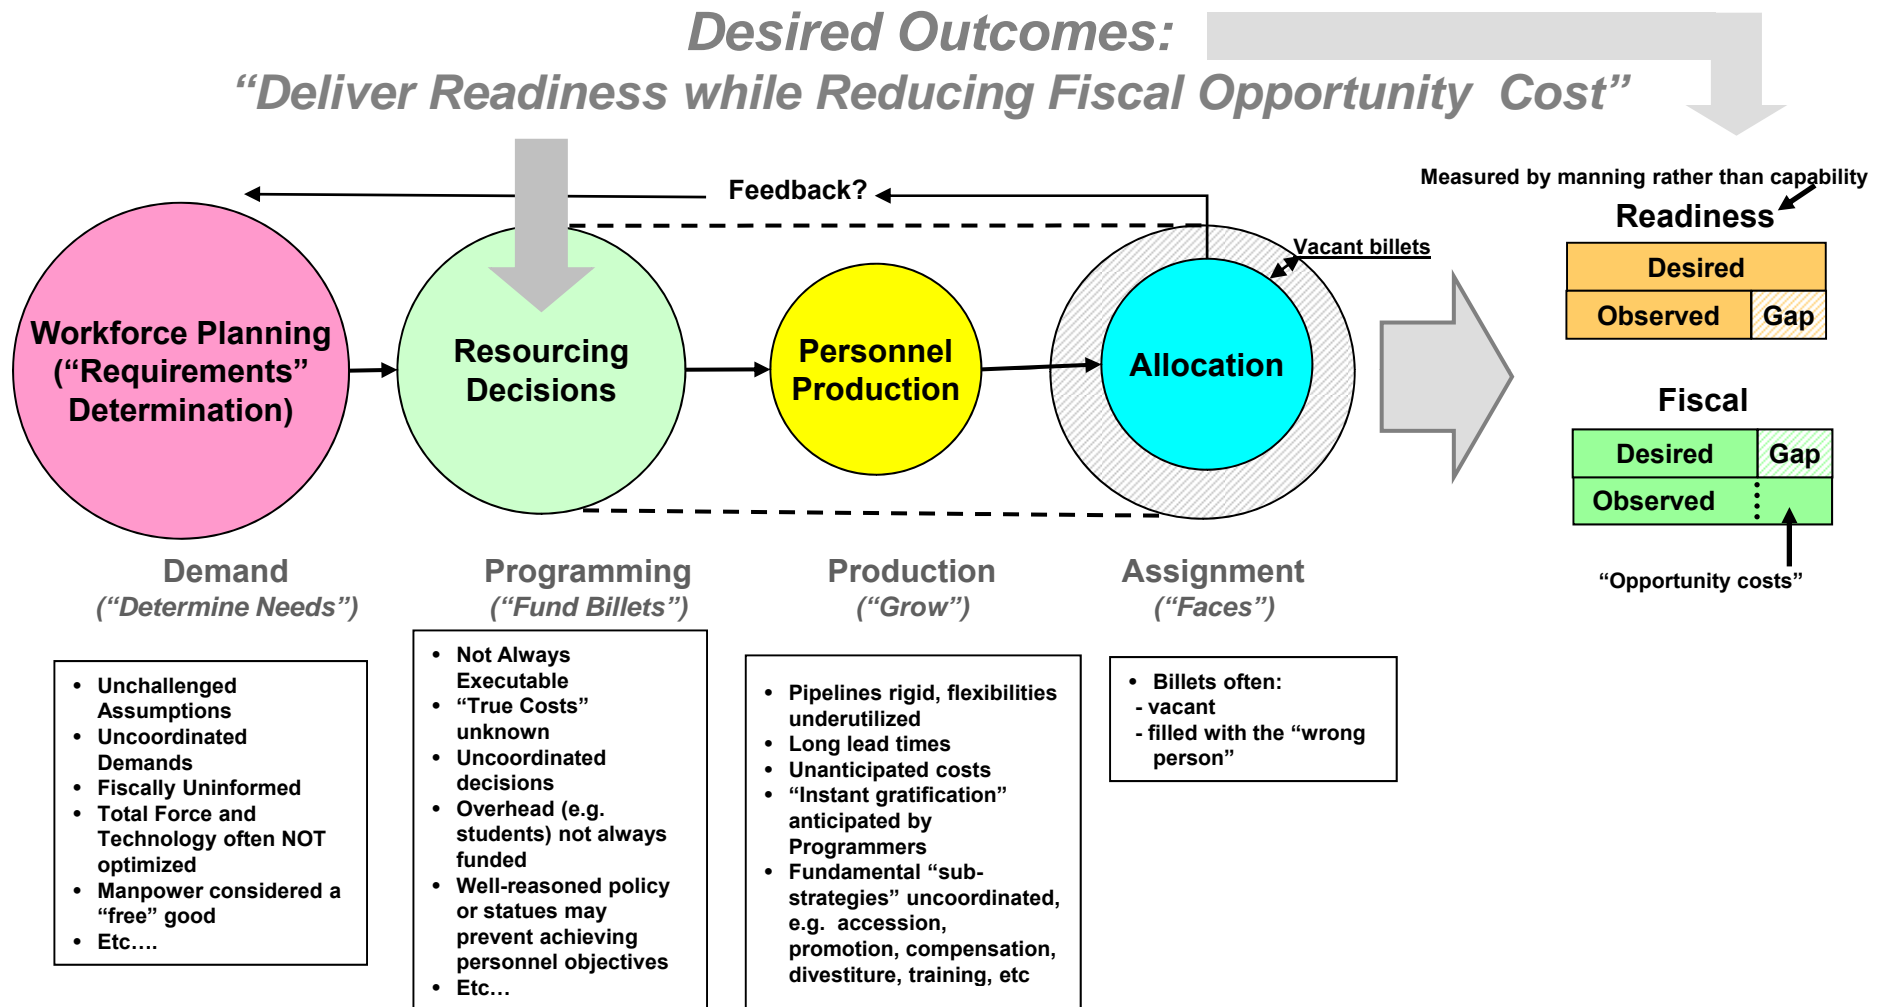 Desired Outcomes:
“Deliver Readiness while Reducing Fiscal Opportunity Cost”
Feedback?
Measured by manning rather than capability
Readiness
Vacant billets
Desired
Observed
Gap
Workforce Planning
(“Requirements”
Determination)
Resourcing
Decisions
Personnel
Production
Allocation
Fiscal
Desired
Gap
Observed
“Opportunity costs”
Demand
(“Determine Needs”)
Programming
(“Fund Billets”)
Production
(“Grow”)
Assignment
(“Faces”)
• Unchallenged
Assumptions
• Uncoordinated
Demands
• Fiscally Uninformed
• Total Force and
Technology often NOT
optimized
• Manpower considered a
“free” good
• Etc….
• Not Always
Executable
• “True Costs”
unknown
• Uncoordinated
decisions
• Overhead (e.g.
students) not always
funded
• Well-reasoned policy
or statues may
prevent achieving
personnel objectives
• Etc…
• Pipelines rigid, flexibilities
underutilized
• Long lead times
• Unanticipated costs
• “Instant gratification”
anticipated by
Programmers
• Fundamental “sub-
strategies” uncoordinated,
e.g. accession,
promotion, compensation,
divestiture, training, etc
• Billets often:
- vacant
- filled with the “wrong
person”